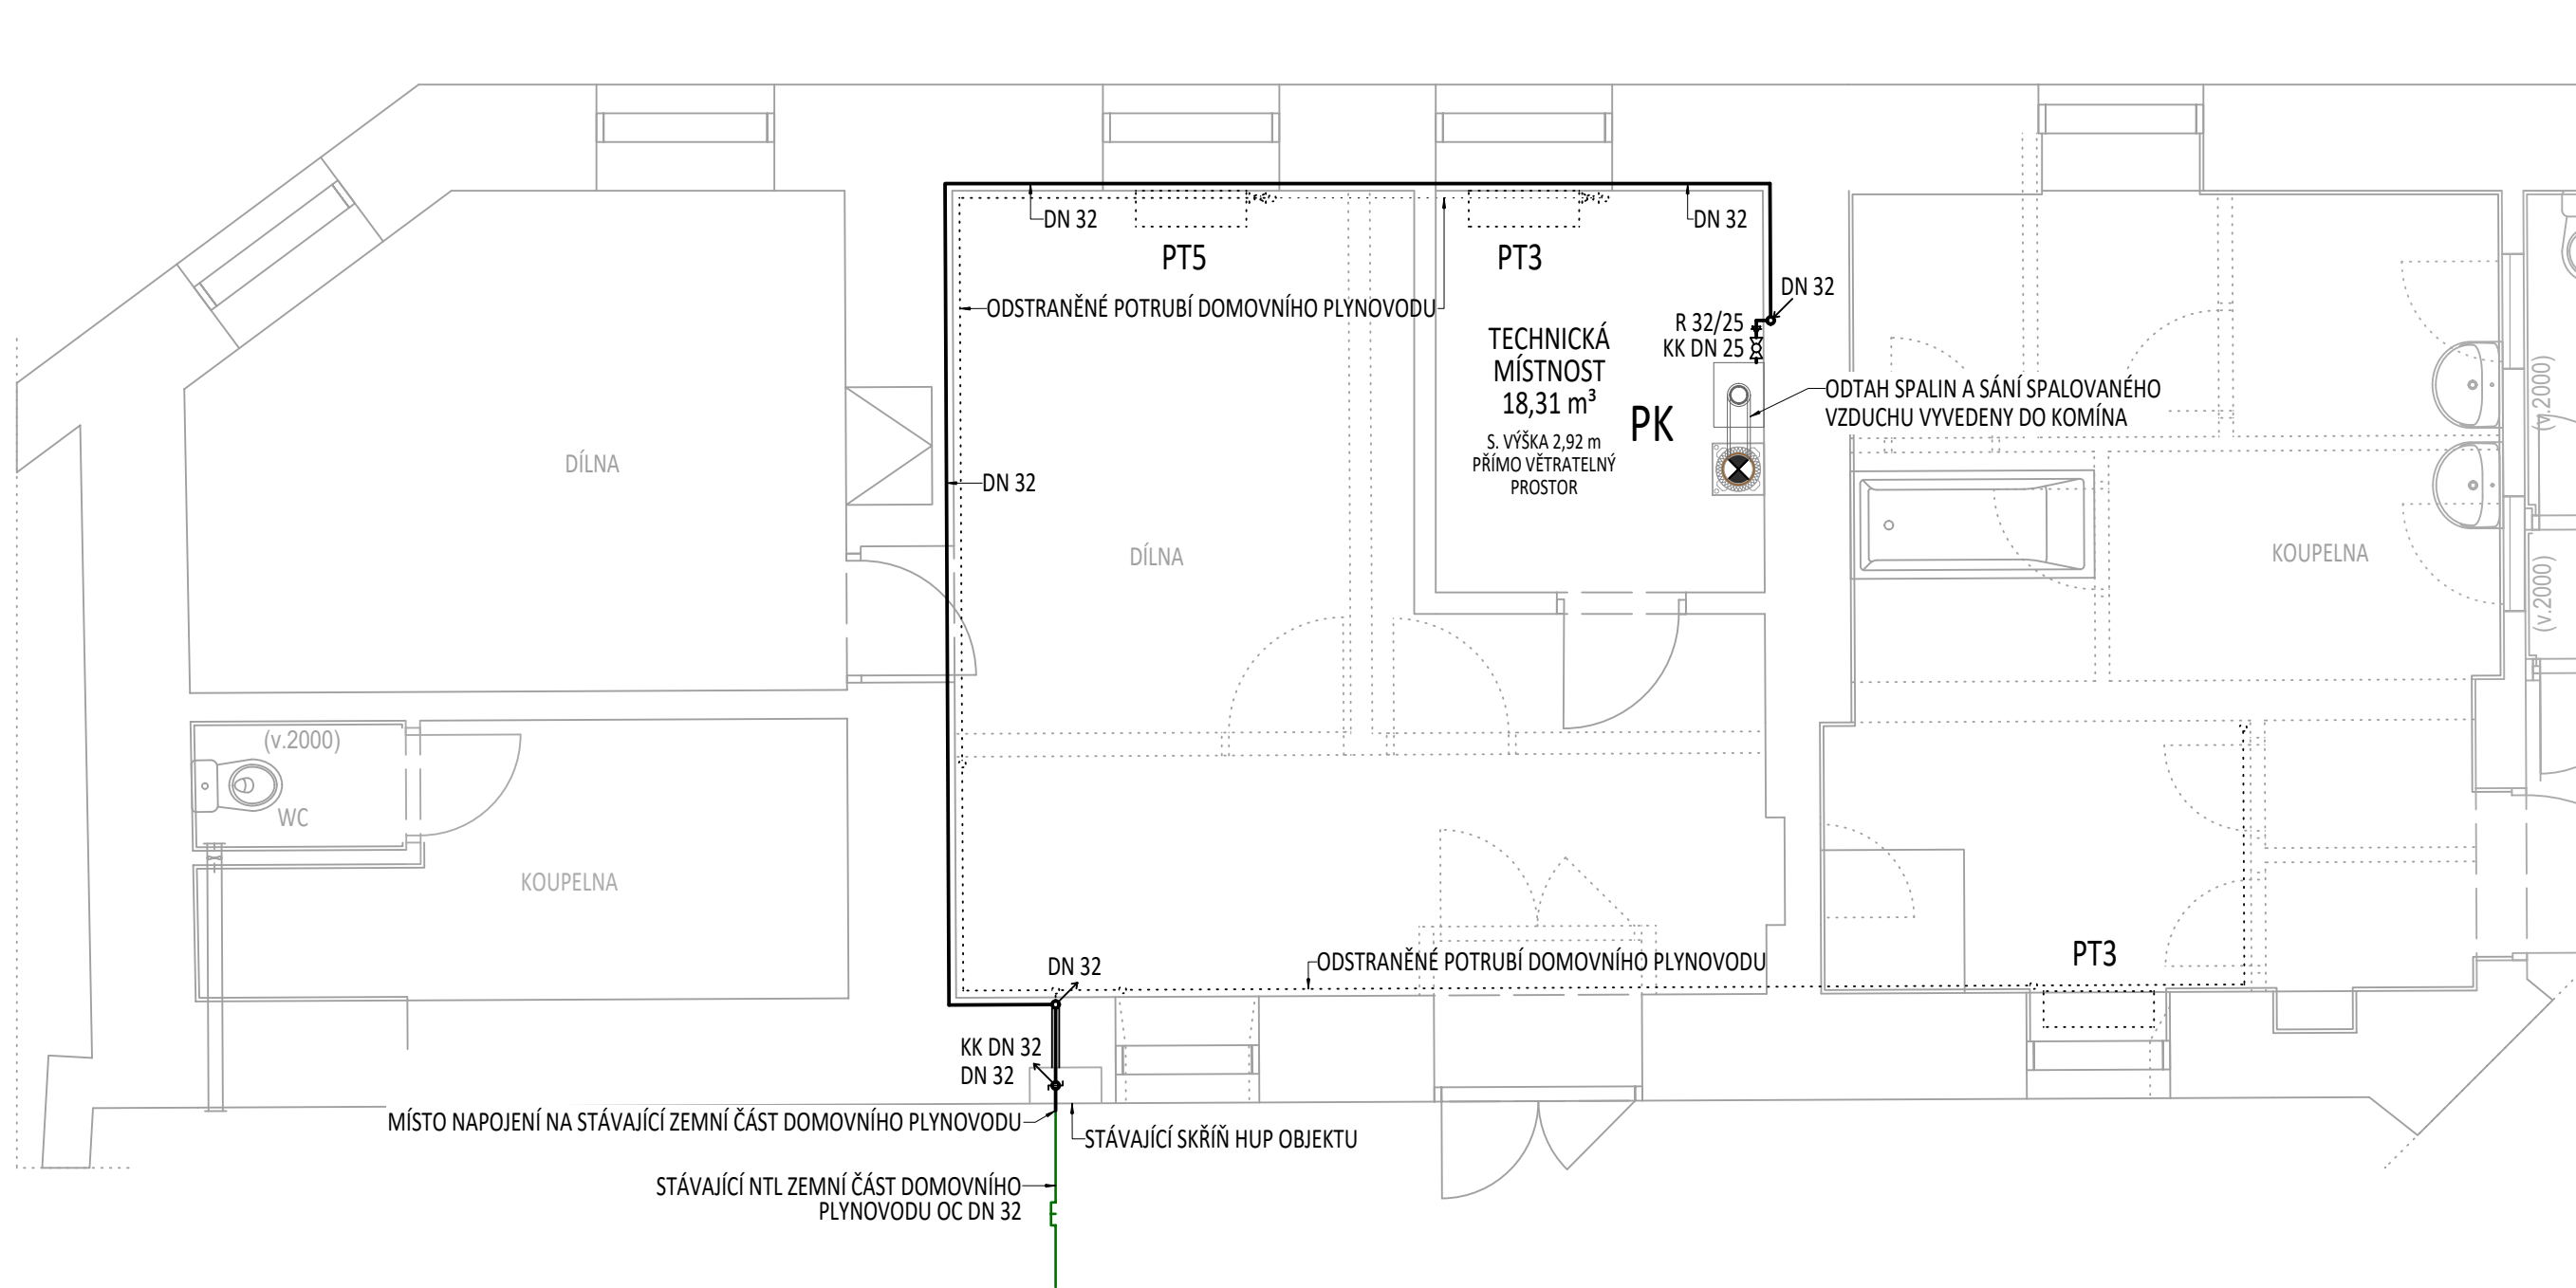 DN 32
DN 32
PT5
PT3
DN 32
ODSTRANĚNÉ POTRUBÍ DOMOVNÍHO PLYNOVODU
R 32/25
KK DN 25
TECHNICKÁ
MÍSTNOST
18,31 m³
PK
S. VÝŠKA 2,92 m
PŘÍMO VĚTRATELNÝ
PROSTOR
ODTAH SPALIN A SÁNÍ SPALOVANÉHO
VZDUCHU VYVEDENY DO KOMÍNA
(v.2000)
DÍLNA
DN 32
DÍLNA
KOUPELNA
(v.2000)
(v.2000)
WC
KOUPELNA
PT3
ODSTRANĚNÉ POTRUBÍ DOMOVNÍHO PLYNOVODU
DN 32
KK DN 32
DN 32
MÍSTO NAPOJENÍ NA STÁVAJÍCÍ ZEMNÍ ČÁST DOMOVNÍHO PLYNOVODU
STÁVAJÍCÍ SKŘÍŇ HUP OBJEKTU
STÁVAJÍCÍ NTL ZEMNÍ ČÁST DOMOVNÍHO
PLYNOVODU OC DN 32